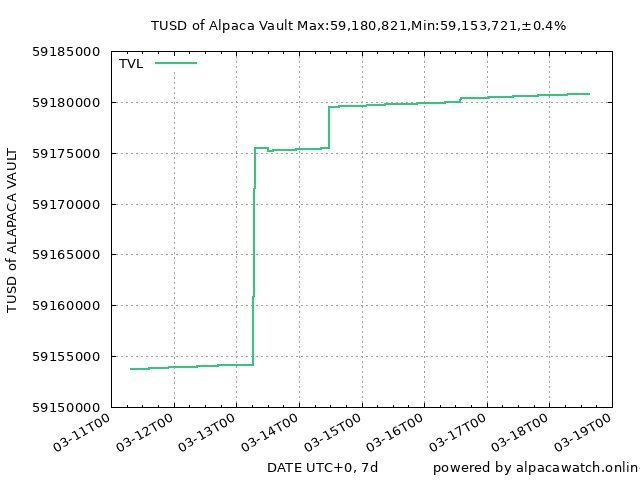 TUSD of Alpaca Vault Max:59,180,821,Min:59,153,721,±0.4%
TVL
59185000
59180000
59175000
59170000
59165000
59160000
59155000
59150000
TUSD of ALAPACA VAULT
03-11T00
03-12T00
03-13T00
03-14T00
03-15T00
03-16T00
03-17T00
03-18T00
03-19T00
DATE UTC+0, 7d
powered by alpacawatch.online